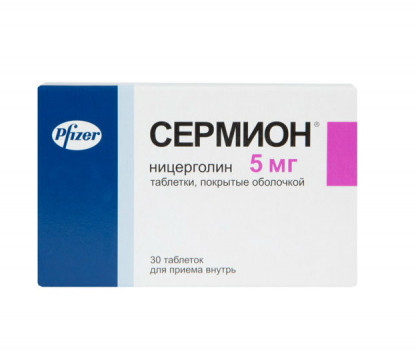 Pfizer
СЕРМИОН®
ницерголин 5 мг
таблетки, покрытые оболочкой
30 таблеток
для приема внутрь